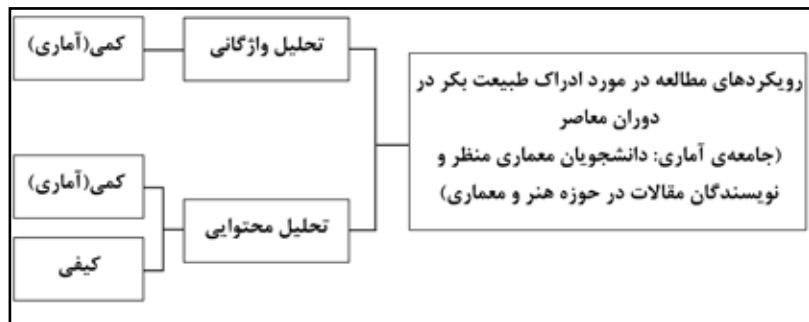 رویکردهای مطالعه در مورد ادراک طبیعت بکر در
دوران معاصر
(جامعه‌ی آماری: دانشجویان معماری منظر و
نویسندگان مقالات در حوزه هنر و معماری)
تحلیل واژگانی
کمی(آماری)
تحلیل محتوایی
کمی(آماری)
کیفی